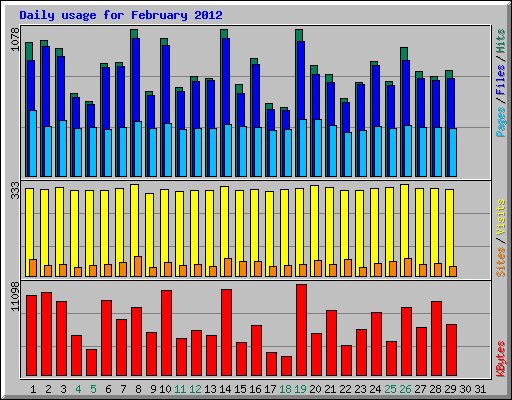 Daily usage for February 2012
1078
Pages / Files / Hits
333
Sites / Visits
11098
KBytes
1 2 3 4 5 6 7 8 9 10 11 12 13 14 15 16 17 18 19 20 21 22 23 24 25 26 27 28 29 30 31